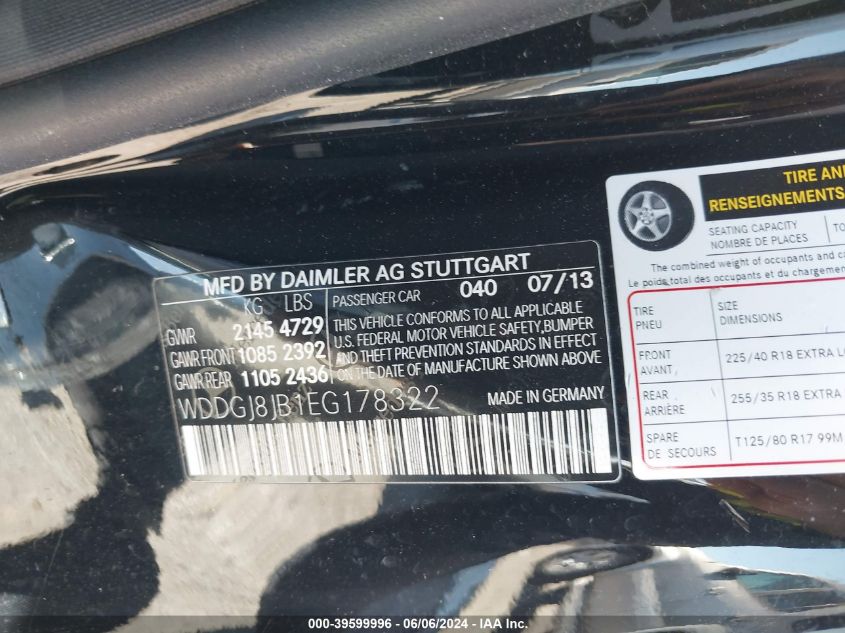 MFD BY DAIMLER AG STUTTGART
KG LBS
GVWR 2145 4729
GAWR FRONT 1085 2392
GAWR REAR 1105 2436
PASSENGER CAR 040 07/13
THIS VEHICLE CONFORMS TO ALL APPLICABLE
U.S. FEDERAL MOTOR VEHICLE SAFETY,BUMPER
AND THEFT PREVENTION STANDARDS IN EFFECT
ON THE DATE OF MANUFACTURE SHOWN ABOVE
WDDGJ8JB1EG178322 MADE IN GERMANY
TIRE AND
RENSEIGNEMENTS
SEATING CAPACITY
NOMBRE DE PLACES
The combined weight of occupants and
Le poids total des occupants et du chargement
TIRE SIZE
PNEU DIMENSIONS
FRONT
AVANT
225/40 R18 EXTRA
REAR
ARRIÈRE
255/35 R18 EXTRA
SPARE
DE SECOURS
T125/80 R17 99M
000-39599996 - 06/06/2024 - IAA Inc.